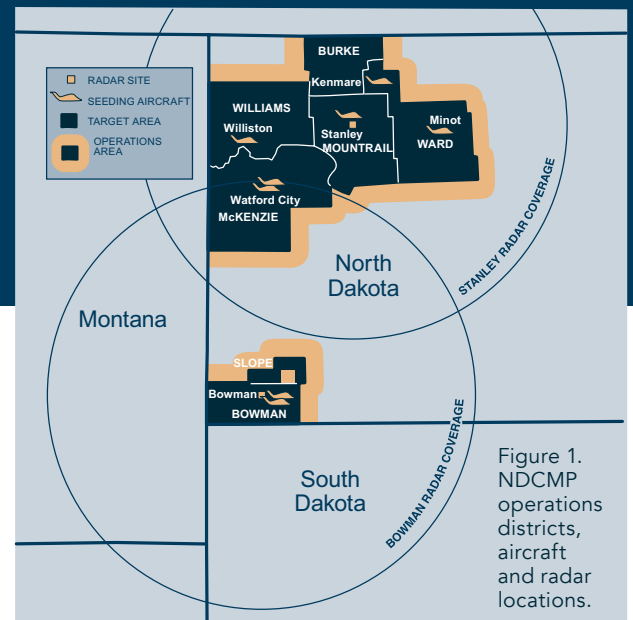 RADAR SITE
SEEDING AIRCRAFT
TARGET AREA
OPERATIONS
AREA
BURKE
Kenmare
WILLIAMS
Williston
Stanley
MOUNTRAIL
Minot
WARD
Watford City
McKENZIE
STANLEY RADAR COVERAGE
North
Dakota
Montana
SLOPE
Bowman
BOWMAN
BOWMAN RADAR COVERAGE
South
Dakota
Figure 1.
NDCMP
operations
districts,
aircraft
and radar
locations.